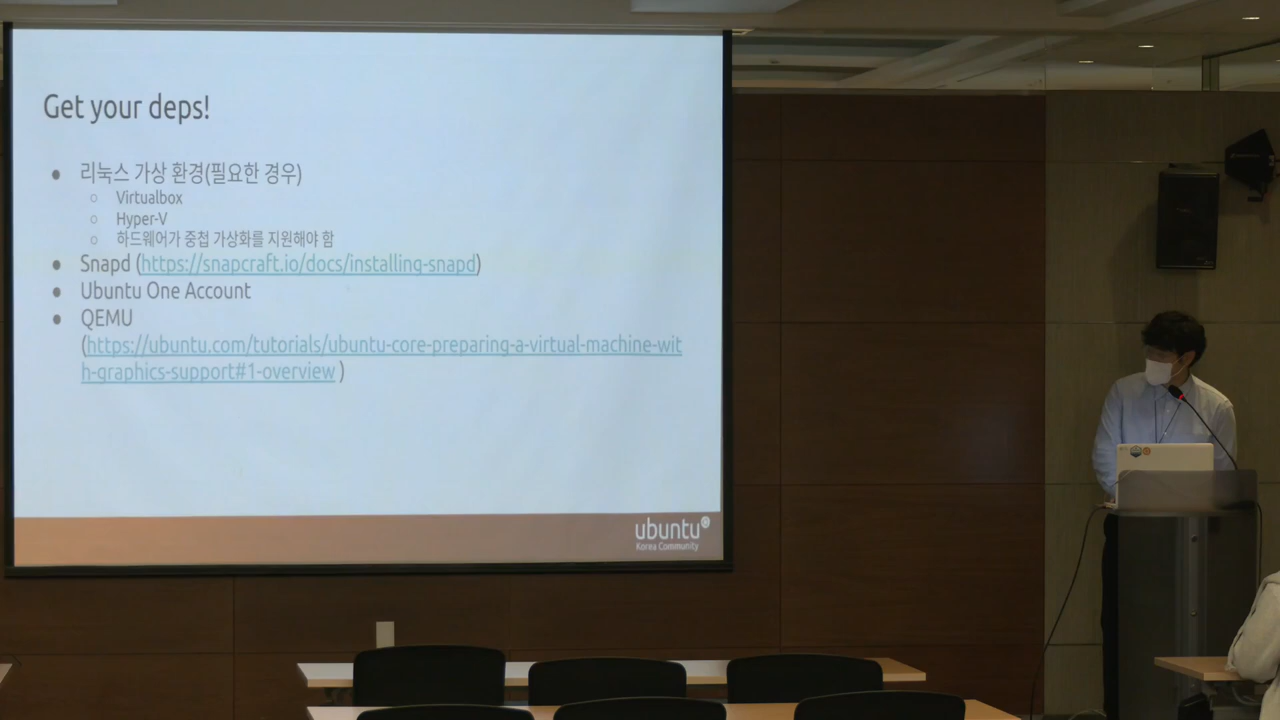 Get your deps!
● 리눅스 가상 환경(필요한 경우)
○ Virtualbox
○ Hyper-V
○ 하드웨어가 중첩 가상화를 지원해야 함
● Snapd (https://snapcraft.io/docs/installing-snapd)
● Ubuntu One Account
● QEMU
(https://ubuntu.com/tutorials/ubuntu-core-preparing-a-virtual-machine-wit
h-graphics-support#1-overview )
ubuntu
Korea Community